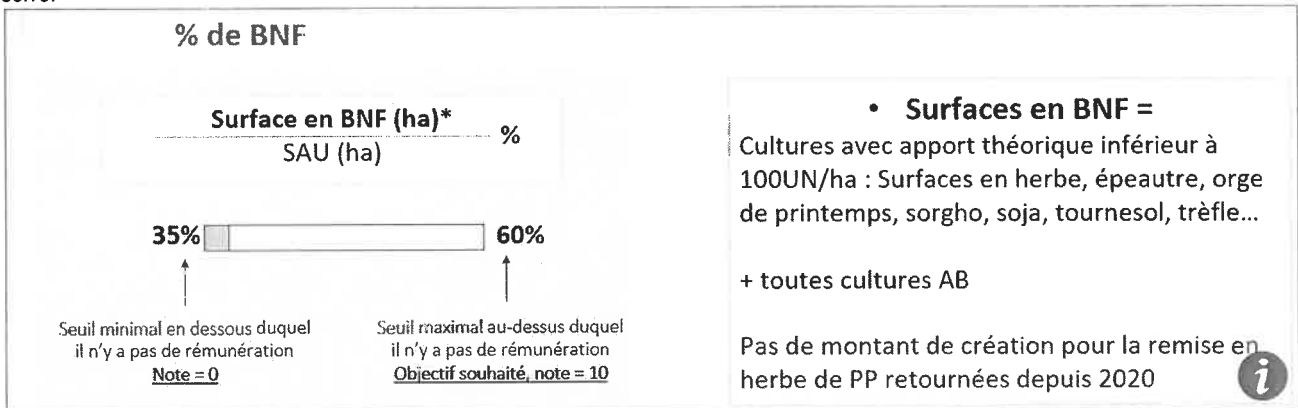 % de BNF
Surface en BNF (ha)*
SAU (ha)
%
35%
60%
Seuil minimal en dessous duquel
il n'y a pas de rémunération
Note = 0
Seuil maximal au-dessus duquel
il n'y a pas de rémunération
Objectif souhaité, note = 10
• Surfaces en BNF =
Cultures avec apport théorique inférieur à
100UN/ha : Surfaces en herbe, épeautre, orge
de printemps, sorgho, soja, tournesol, trèfle...
+ toutes cultures AB
Pas de montant de création pour la remise en
herbe de PP retournées depuis 2020
i